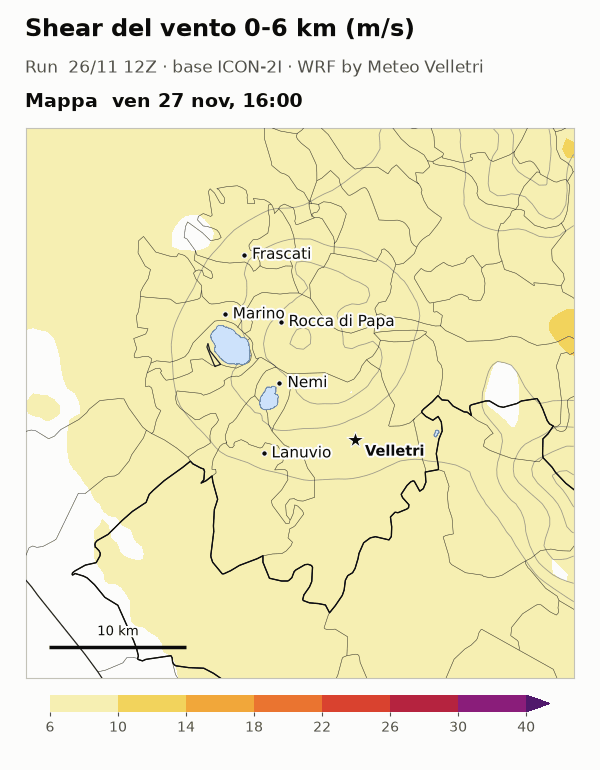 Shear del vento 0-6 km (m/s)
Run  26/11 12Z · base ICON-2I · WRF by Meteo Velletri
Mappa  ven 27 nov, 16:00
Frascati
Marino
Rocca di Papa
Nemi
Velletri
Lanuvio
10 km
6 10 14 18 22 26 30 40